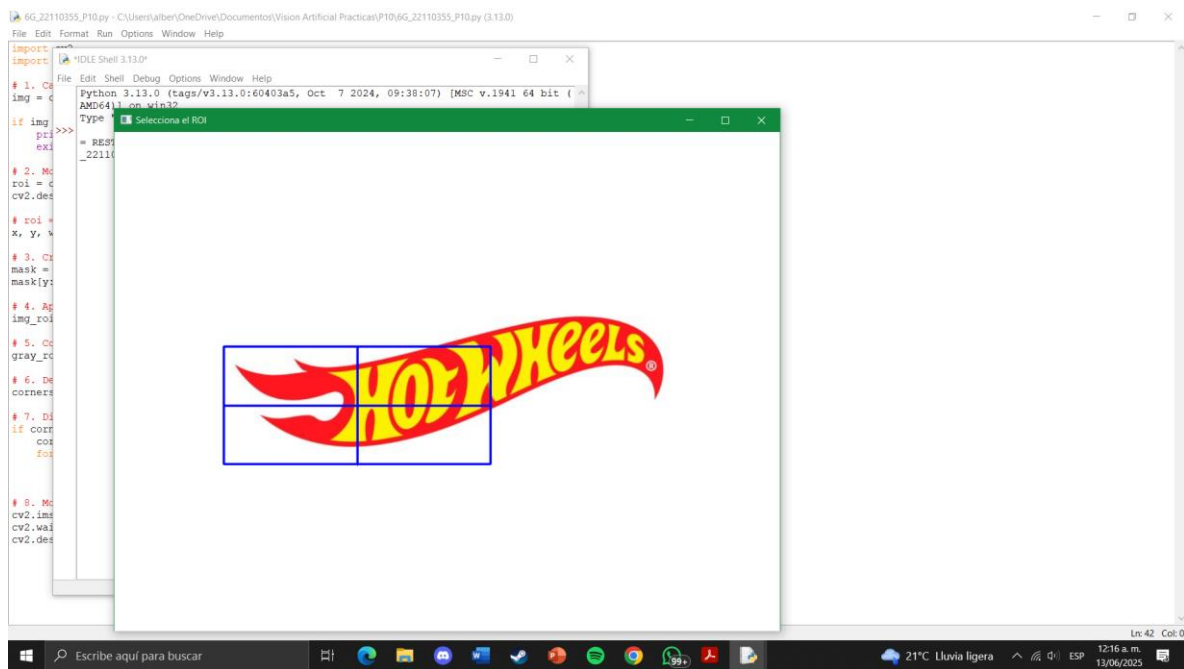 6G_22110355_P10.py - C:\Users\alber\OneDrive\Documentos\Vision Artificial Practicas\P10\6G_22110355_P10.py (3.13.0)
File Edit Format Run Options Window Help
import
import
# 1. Ca
img = c
if img
pri
exi
# 2. Mo
roi = c
cv2.des
# roi =
x, y, w
# 3. Cr
mask =
mask[y:
# 4. Ap
img_roi
# 5. Co
gray_ro
# 6. De
corners
# 7. Di
if corn
cor
for
# 8. Mo
cv2.ims
cv2.wai
cv2.des
*IDLE Shell 3.13.0*
File Edit Shell Debug Options Window Help
Python 3.13.0 (tags/v3.13.0:60403a5, Oct 7 2024, 09:38:07) [MSC v.1941 64 bit (
AMD64)] on win32
Type "
>>>
= REST
_2211
Selecciona el ROI
HOT WHEELS
®
Ln: 42 Col: 0
Escribe aquí para buscar
99+
21°C Lluvia ligera
ESP
12:16 a. m.
13/06/2025